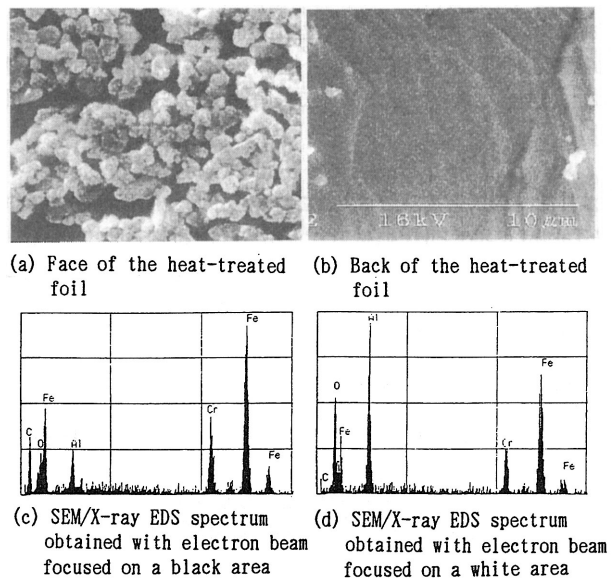 16kV 10μm
(a) Face of the heat-treated
foil
(b) Back of the heat-treated
foil
Fe
Fe
C
O
Al
Cr
Fe
Al
O
Fe
C
Cr
Fe
Fe
(c) SEM/X-ray EDS spectrum
obtained with electron beam
focused on a black area
(d) SEM/X-ray EDS spectrum
obtained with electron beam
focused on a white area